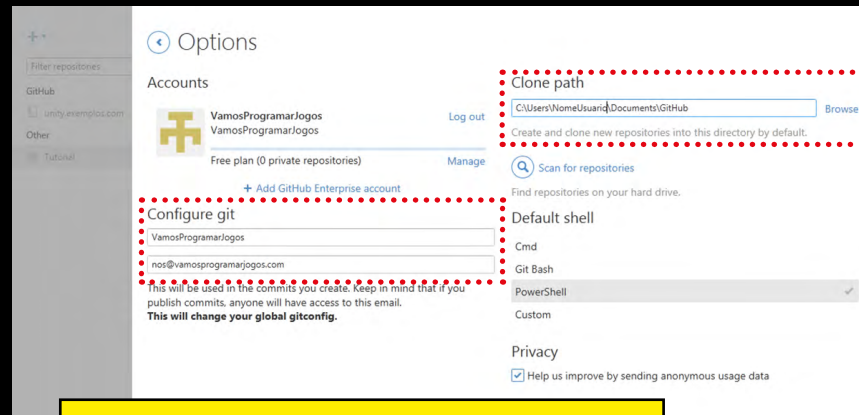 Options
Filter repositories
GitHub
unity-exemplos.com
Other
Tutorial
Accounts
VamosProgramarJogos
VamosProgramarJogos
Log out
Free plan (0 private repositories)
Manage
+ Add GitHub Enterprise account
Configure git
VamosProgramarJogos
nos@vamosprogramarjogos.com
This will be used in the commits you create. Keep in mind that if you
publish commits, anyone will have access to this email.
This will change your global gitconfig.
Clone path
C:\Users\NomeUsuario\Documents\GitHub
Browse
Create and clone new repositories into this directory by default.
Scan for repositories
Find repositories on your hard drive.
Default shell
Cmd
Git Bash
PowerShell
Custom
Privacy
Help us improve by sending anonymous usage data